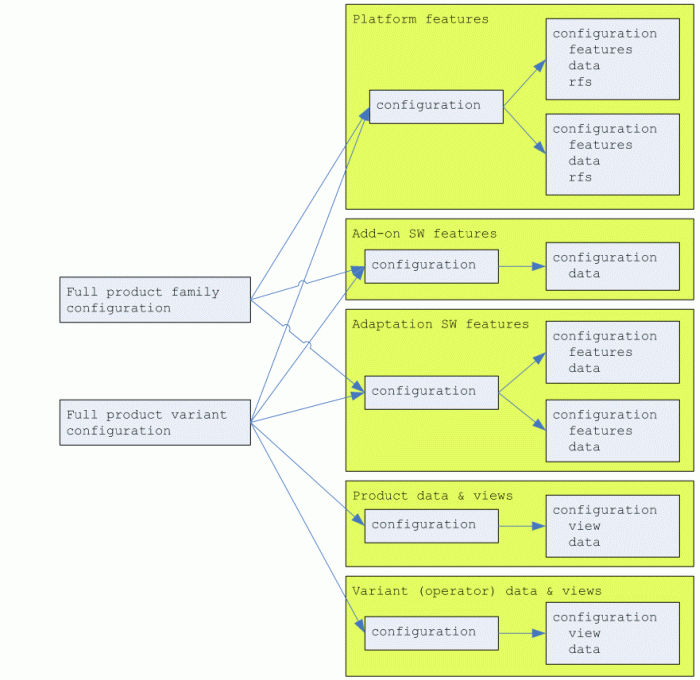 Platform features
configuration
configuration
features
data
rfs
configuration
features
data
rfs
Add-on SW features
configuration
configuration
data
Full product family
configuration
Full product variant
configuration
Adaptation SW features
configuration
configuration
features
data
configuration
features
data
Product data & views
configuration
configuration
view
data
Variant (operator) data & views
configuration
configuration
view
data